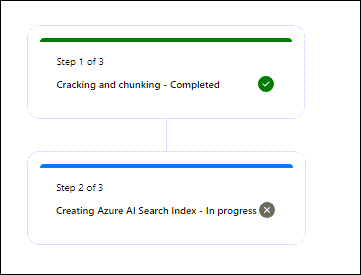 Step 1 of 3
Cracking and chunking - Completed
Step 2 of 3
Creating Azure AI Search Index - In progress